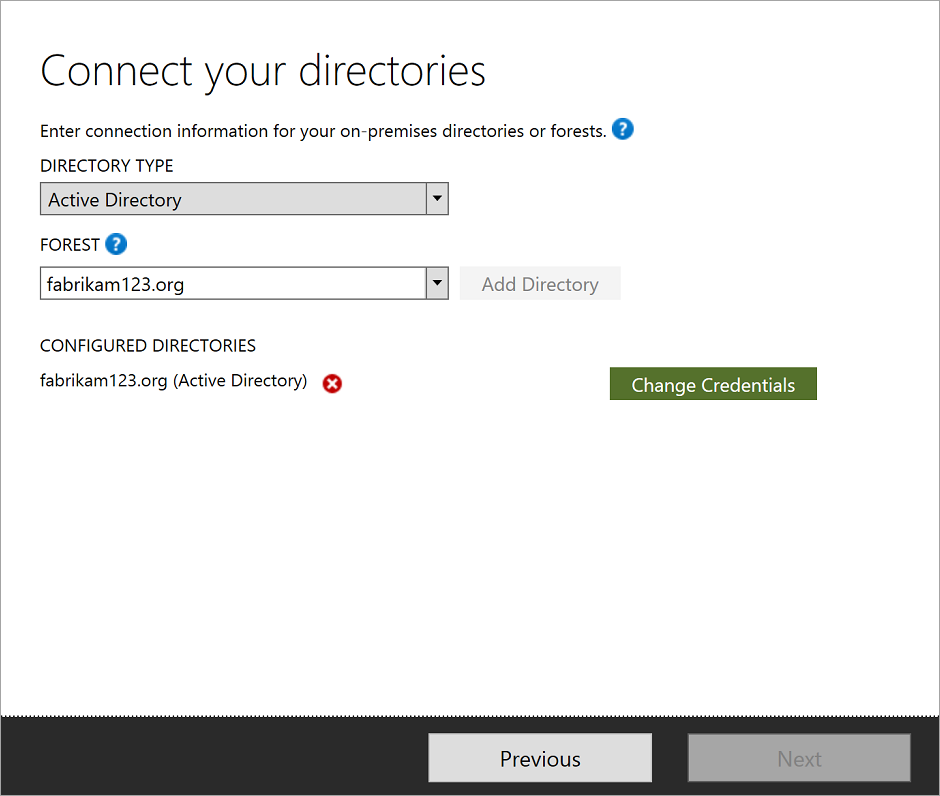 Connect your directories
Enter connection information for your on-premises directories or forests. ?
DIRECTORY TYPE
Active Directory
FOREST ?
fabrikam123.org
Add Directory
CONFIGURED DIRECTORIES
fabrikam123.org (Active Directory)
Change Credentials
Previous
Next